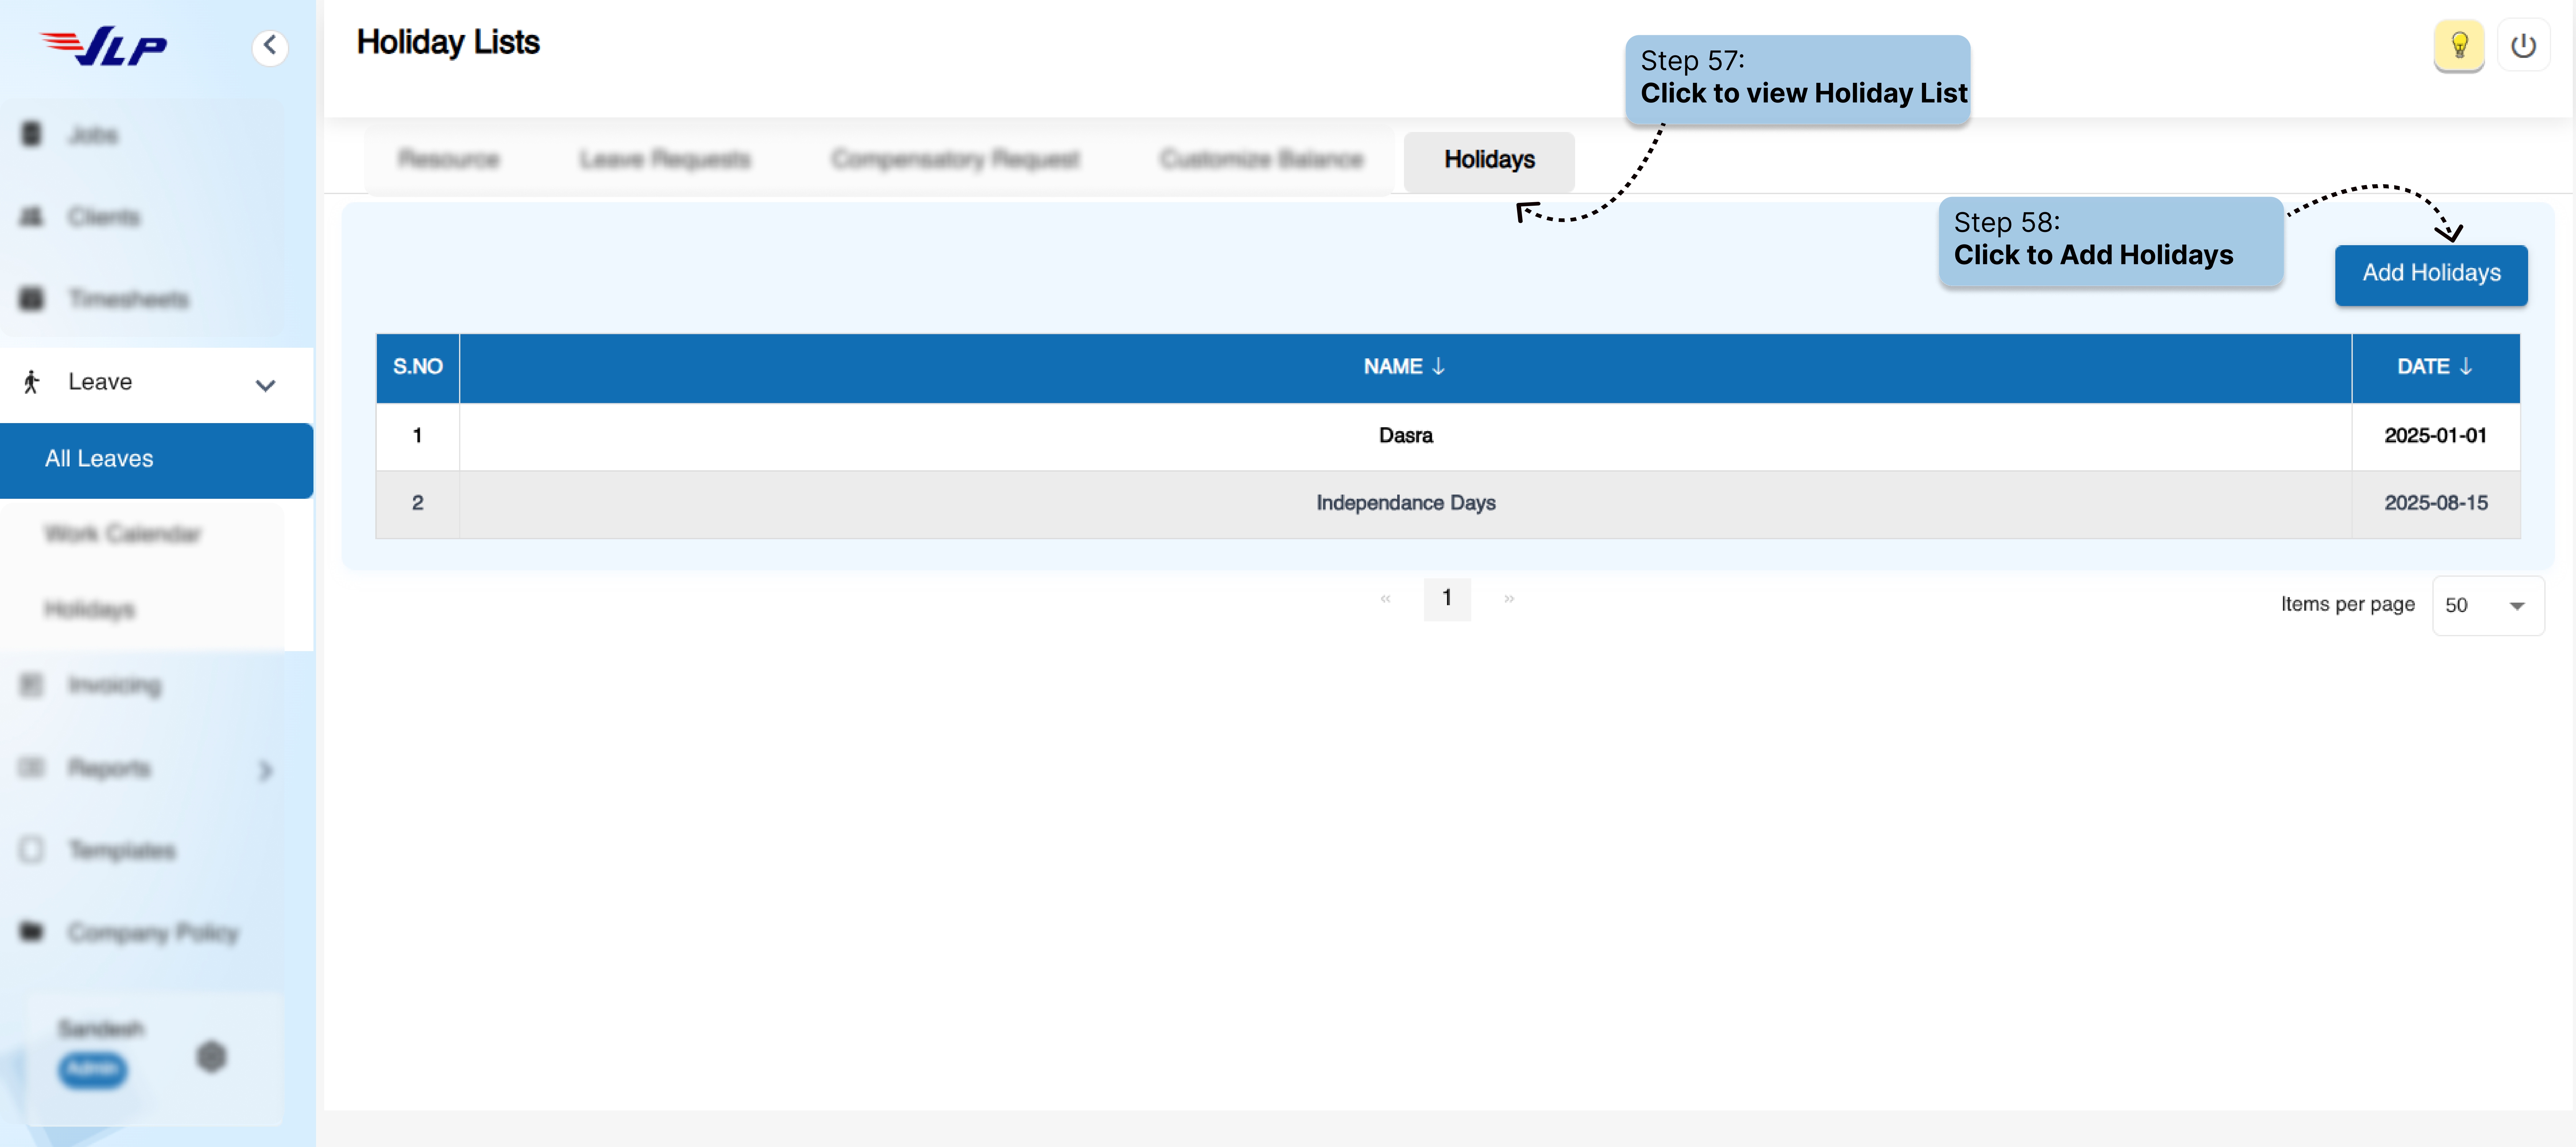 VLP
Holiday Lists
Step 57:
Click to view Holiday List
Jobs
Clients
Timesheets
Leave
All Leaves
Work Calendar
Holidays
Invoicing
Reports
Templates
Company Policy
Sandesh
Admin
Resource
Leave Requests
Compensatory Request
Customize Balance
Holidays
Step 58:
Click to Add Holidays
Add Holidays
S.NO NAME ↓ DATE ↓
1 Dasra 2025-01-01
2 Independance Days 2025-08-15
« 1 »
Items per page 50